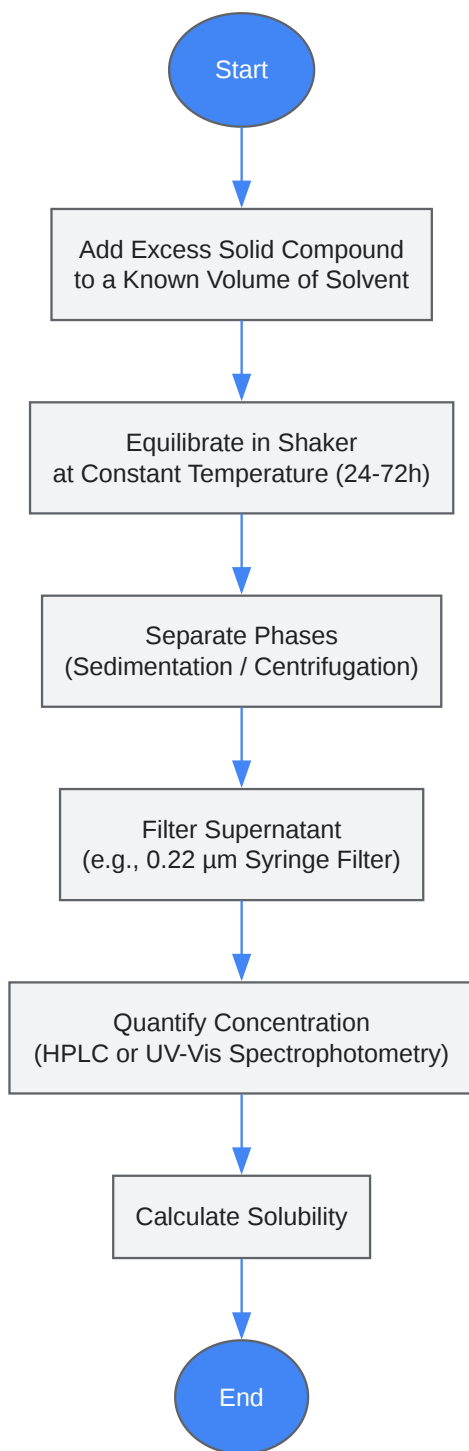 Start
Add Excess Solid Compound
to a Known Volume of Solvent
Equilibrate in Shaker
at Constant Temperature (24-72h)
Separate Phases
(Sedimentation / Centrifugation)
Filter Supernatant
(e.g., 0.22 µm Syringe Filter)
Quantify Concentration
(HPLC or UV-Vis Spectrophotometry)
Calculate Solubility
End